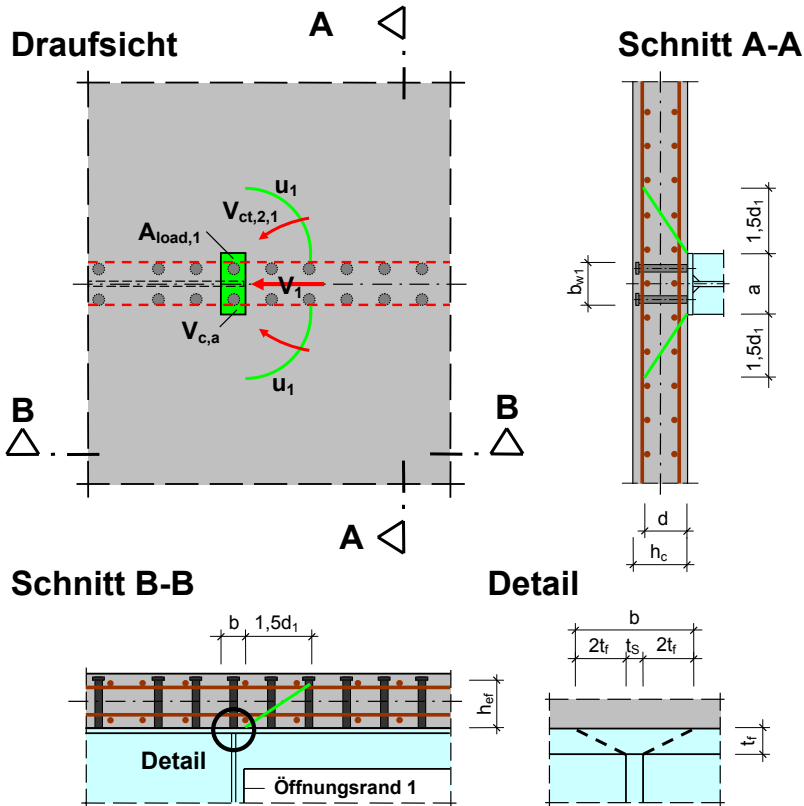 A
Draufsicht
Schnitt A-A
u1
Vct,2,1
Aload,1
V1
Vc,a
u1
bw1
1,5d1
a
1,5d1
B
B
A
d
hc
Schnitt B-B
Detail
b
1,5d1
hef
Detail
Öffnungsrand 1
b
2tf
tS
2tf
tf